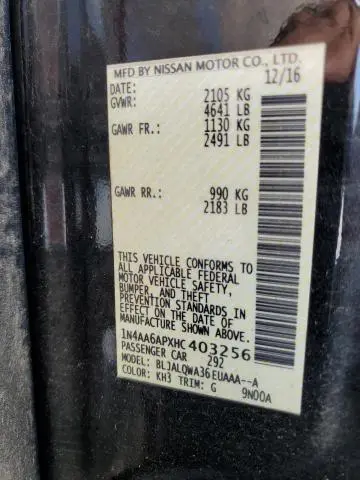 MFD BY NISSAN MOTOR CO., LTD.
DATE: 12/16
GVWR: 2105 KG
4641 LB
GAWR FR.: 1130 KG
2491 LB
GAWR RR.: 990 KG
2183 LB
THIS VEHICLE CONFORMS TO
ALL APPLICABLE FEDERAL
MOTOR VEHICLE SAFETY,
BUMPER, AND THEFT
PREVENTION STANDARDS IN
EFFECT ON THE DATE OF
MANUFACTURE SHOWN ABOVE.
1N4AA6APXHC403256
PASSENGER CAR 292
MODEL: BLJALQWA36EUAAA--A
COLOR: KH3 TRIM: G 9N00A